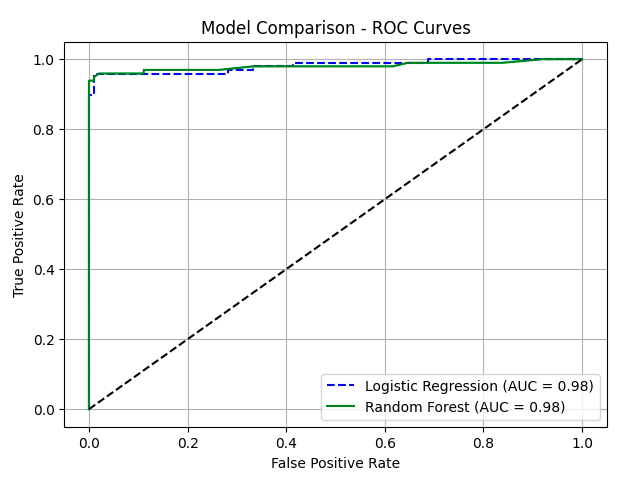 Model Comparison - ROC Curves
True Positive Rate
1.0
0.8
0.6
0.4
0.2
0.0
Logistic Regression (AUC = 0.98)
Random Forest (AUC = 0.98)
0.0 0.2 0.4 0.6 0.8 1.0
False Positive Rate